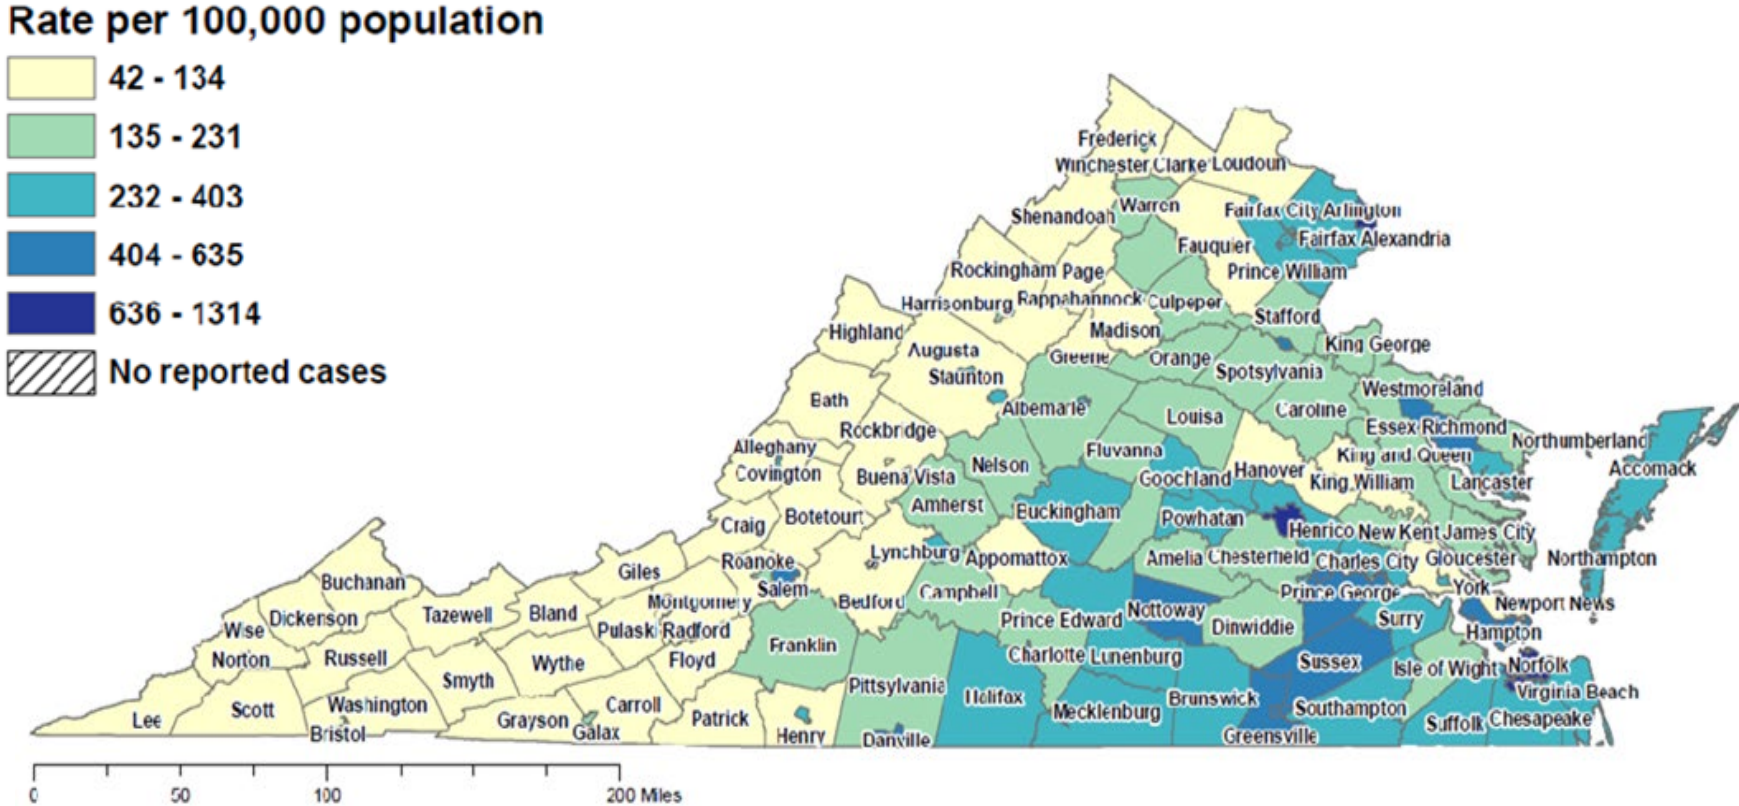 Rate per 100,000 population
42 - 134
135 - 231
232 - 403
404 - 635
636 - 1314
No reported cases
Frederick
Winchester Clarke Loudoun
Shenandoah Warren Fairfax City Arlington
Fauquier Fairfax Alexandria
Rockingham Page Prince William
Harrisonburg Rappahannock Culpeper
Highland Madison Stafford
Augusta Greene Orange King George
Staunton Spotsylvania
Bath Albemarle Louisa Caroline Westmoreland
Rockbridge Essex Richmond
Alleghany Fluvanna King and Queen Northumberland
Covington Buena Vista Nelson Goochland Hanover King William Lancaster Accomack
Craig Botetourt Amherst Buckingham Powhatan Henrico New Kent James City
Roanoke Lynchburg Appomattox Amelia Chesterfield Charles City Gloucester Northampton
Buchanan Giles Salem Bedford Campbell Prince George York
Dickenson Tazewell Bland Montgomery Prince Edward Nottoway Surry Newport News
Wise Pulaski Radford Dinwiddie Hampton
Norton Russell Wythe Floyd Franklin Charlotte Lunenburg Sussex Isle of Wight Norfolk
Lee Scott Washington Smyth Grayson Carroll Patrick Pittsylvania Halifax Mecklenburg Brunswick Southampton Virginia Beach
Bristol Galax Henry Danville Greensville Suffolk Chesapeake
0 50 100 200 Miles